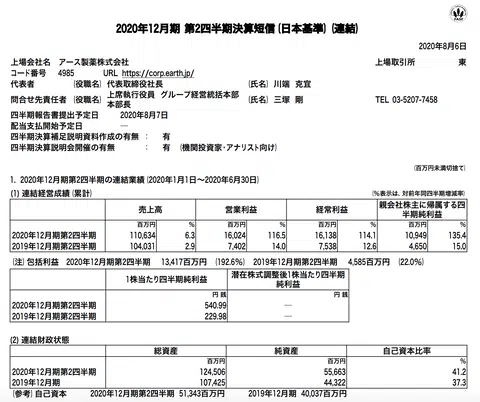 2020年12月期 第2四半期決算短信〔日本基準〕(連結)
2020年8月6日
上場会社名 アース製薬株式会社 上場取引所 東
コード番号 4985 URL https://corp.earth.jp/
代表者 (役職名) 代表取締役社長 (氏名) 川端 克宜
問合せ先責任者 (役職名) 上席執行役員 グループ経営統括本部 本部長 (氏名) 三塚 剛 TEL 03-5207-7458
四半期報告書提出予定日 2020年8月7日
配当支払開始予定日 ―
四半期決算補足説明資料作成の有無 : 有
四半期決算説明会開催の有無 : 有 (機関投資家・アナリスト向け)
(百万円未満切捨て)
1. 2020年12月期第2四半期の連結業績(2020年1月1日~2020年6月30日)
(1) 連結経営成績(累計) (%表示は、対前年同四半期増減率)
売上高 営業利益 経常利益 親会社株主に帰属する四半期純利益
百万円 % 百万円 % 百万円 % 百万円 %
2020年12月期第2四半期 110,634 6.3 16,024 116.5 16,138 114.1 10,949 135.4
2019年12月期第2四半期 104,031 2.9 7,402 14.0 7,538 12.6 4,650 15.0
(注) 包括利益 2020年12月期第2四半期 13,417百万円 (192.6%) 2019年12月期第2四半期 4,585百万円 (22.0%)
1株当たり四半期純利益 潜在株式調整後1株当たり四半期純利益
円 銭 円 銭
2020年12月期第2四半期 540.99 ―
2019年12月期第2四半期 229.98 ―
(2) 連結財政状態
総資産 純資産 自己資本比率
百万円 百万円 %
2020年12月期第2四半期 124,506 55,663 41.2
2019年12月期 107,425 44,322 37.3
(参考) 自己資本 2020年12月期第2四半期 51,343百万円 2019年12月期 40,037百万円